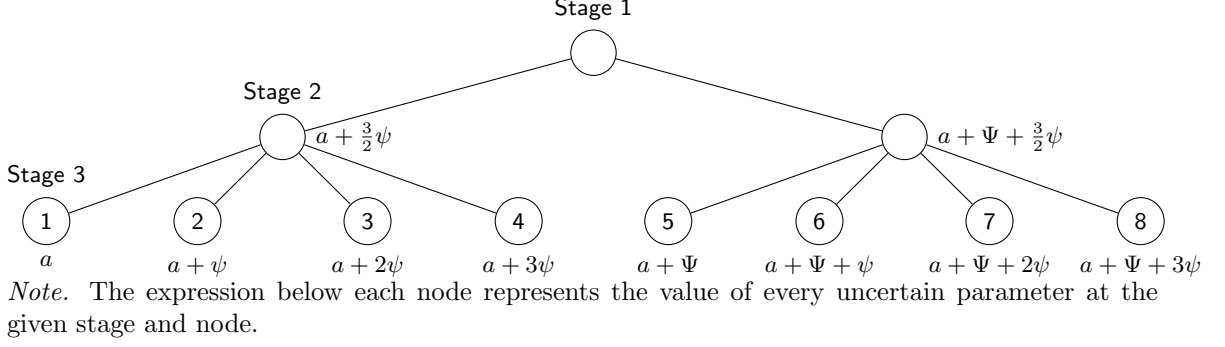 Stage 1
Stage 2
a + 3/2 ψ
a + Ψ + 3/2 ψ
Stage 3
1 2 3 4 5 6 7 8
a a + ψ a + 2ψ a + 3ψ a + Ψ a + Ψ + ψ a + Ψ + 2ψ a + Ψ + 3ψ
Note. The expression below each node represents the value of every uncertain parameter at the
given stage and node.